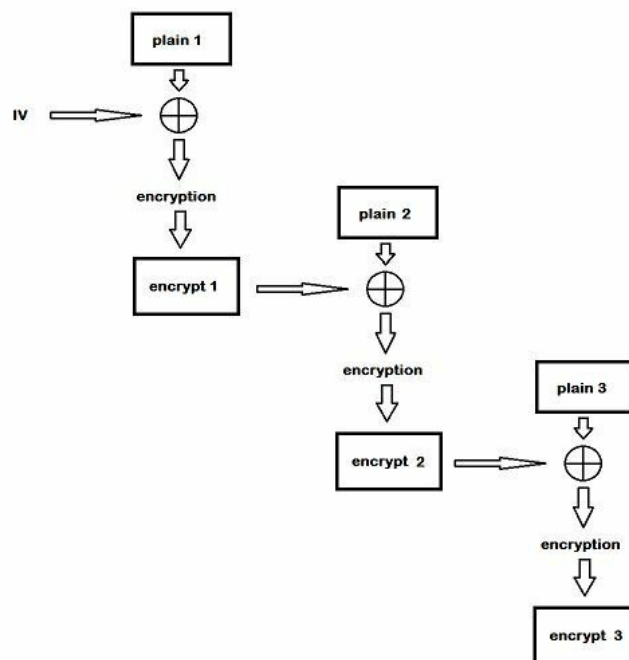 plain 1
IV
encryption
plain 2
encrypt 1
encryption
plain 3
encrypt 2
encryption
encrypt 3